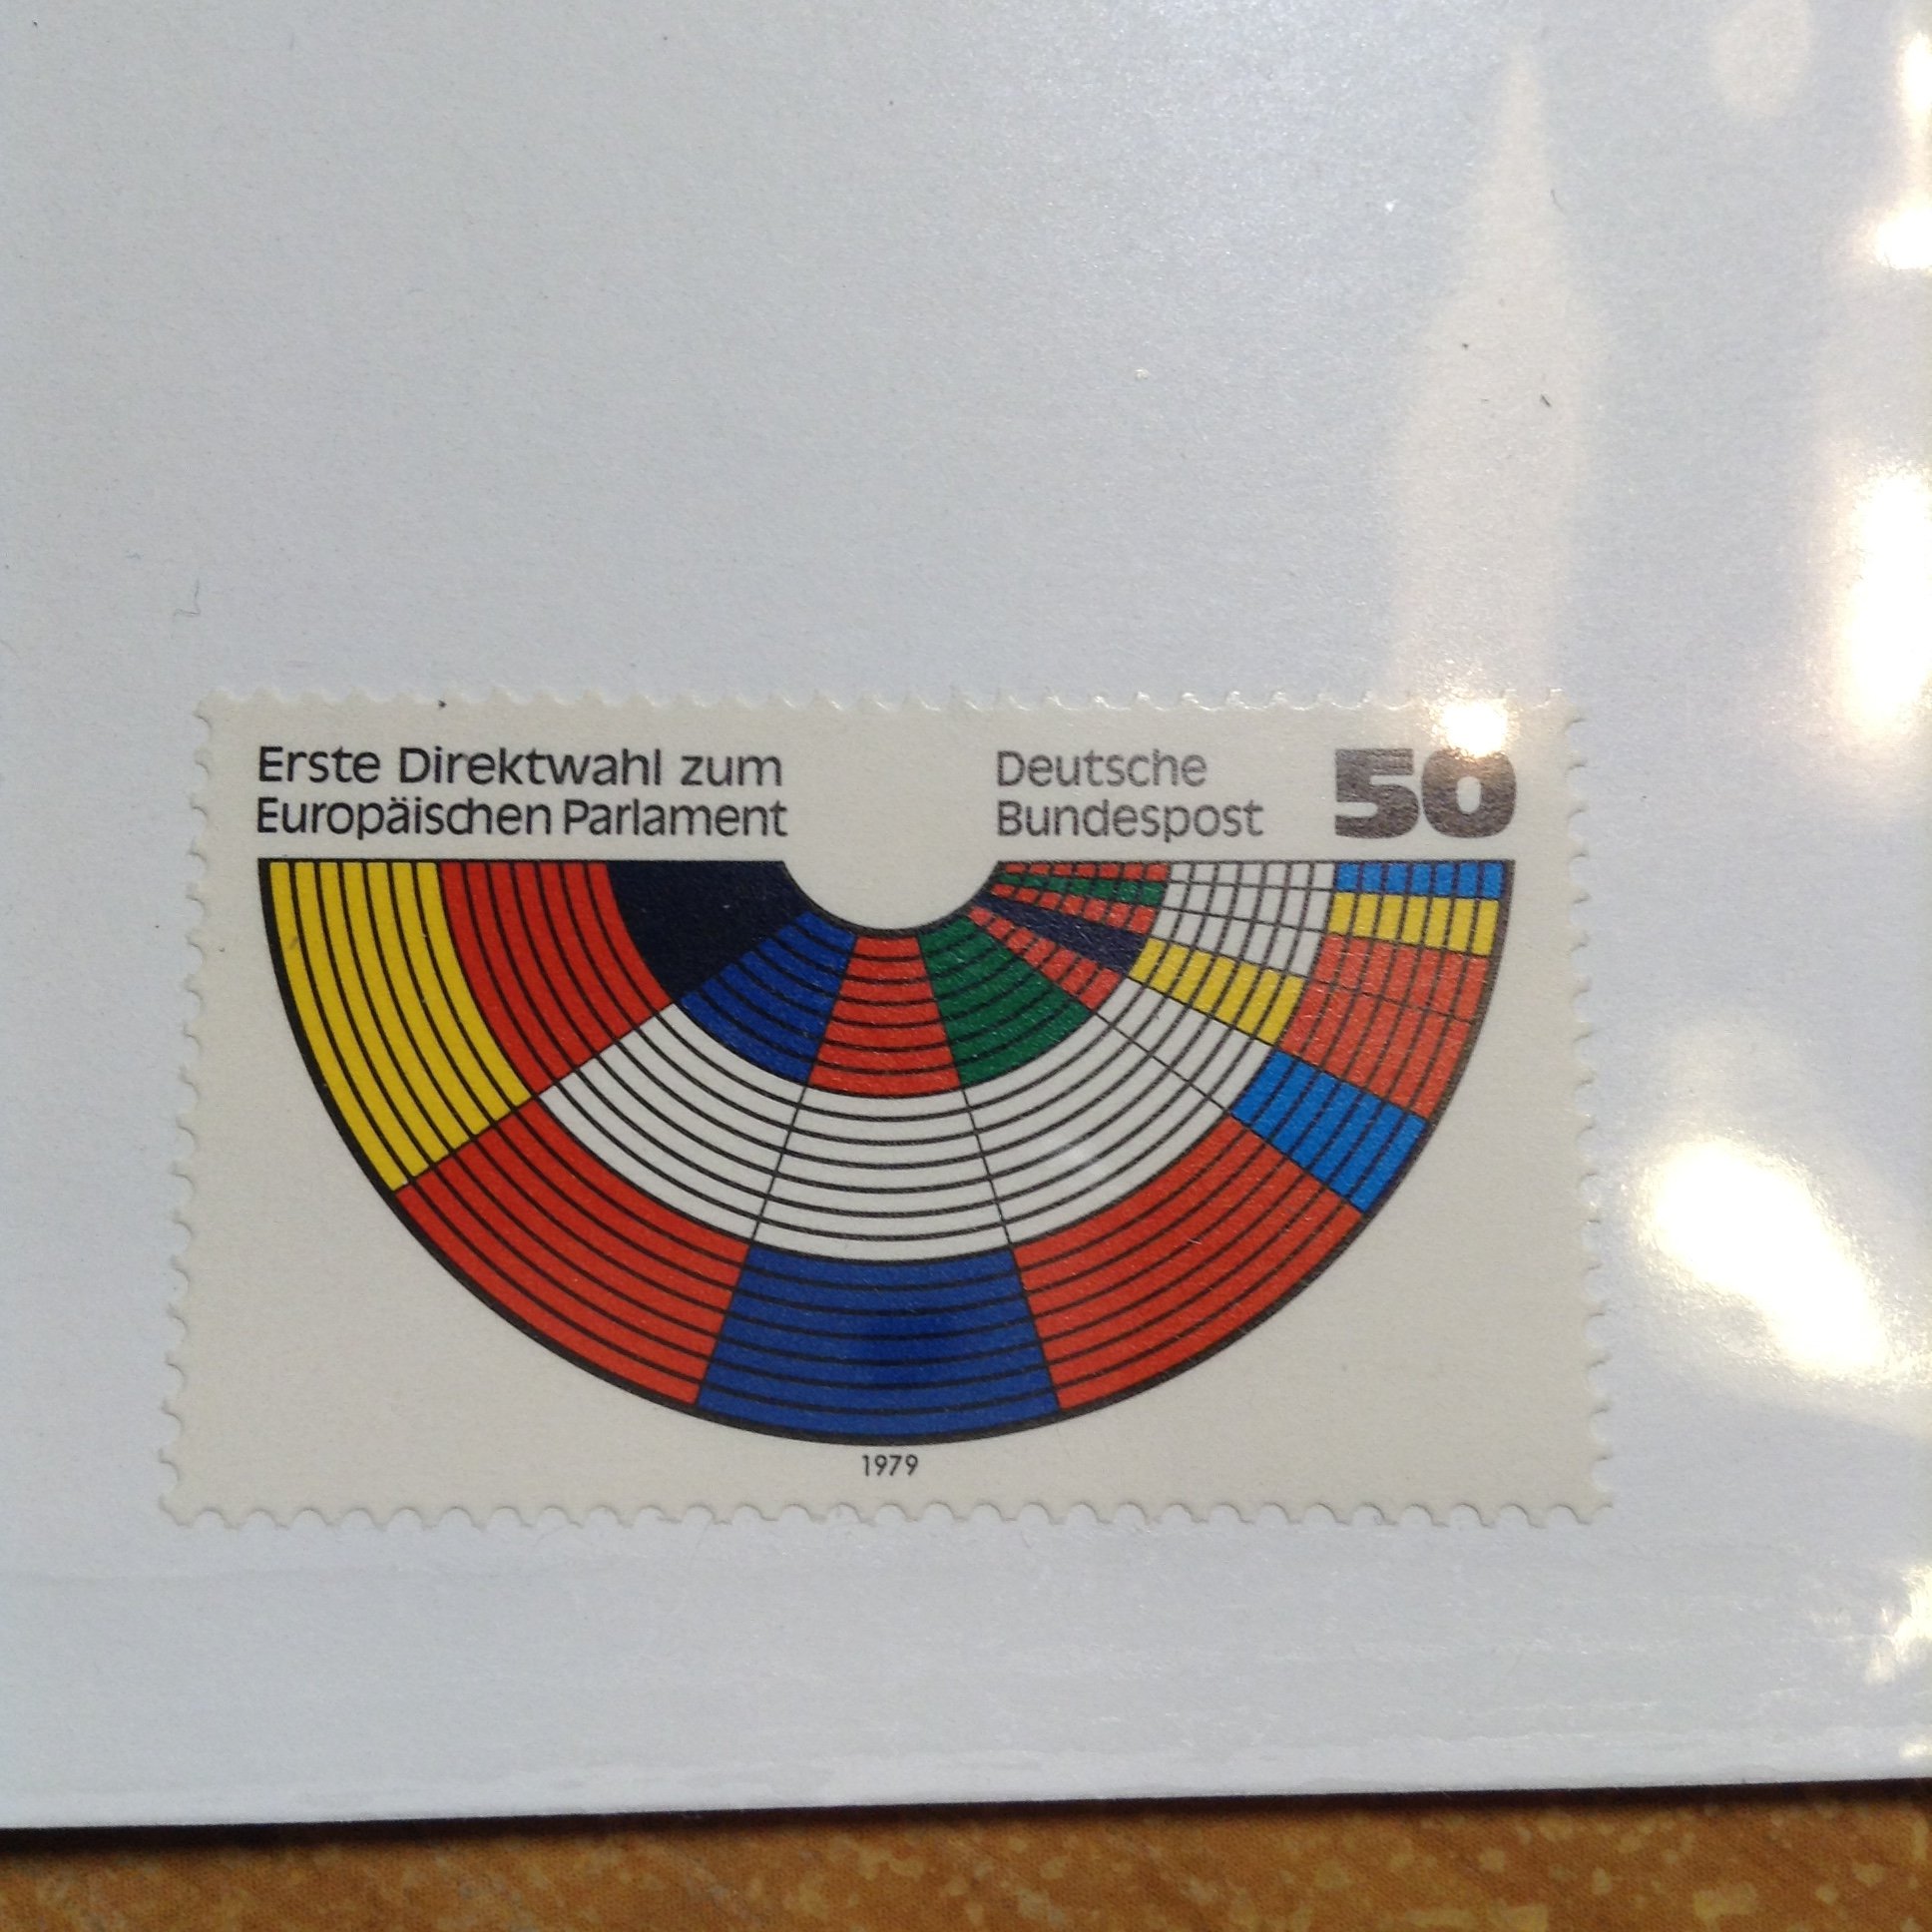 Erste Direktwahl zum
Europäischen Parlament
Deutsche
Bundespost
50
1979